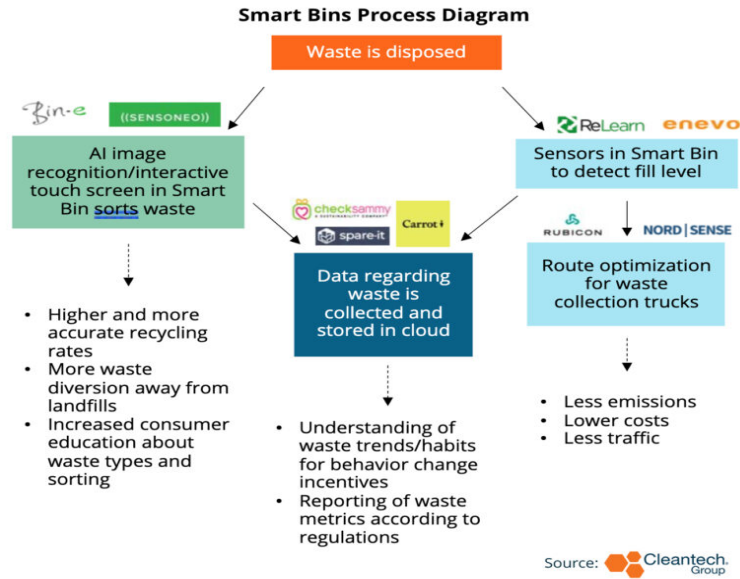 Smart Bins Process Diagram
Waste is disposed
Bin-e
((SENSONEO))
AI image
recognition/interactive
touch screen in Smart
Bin sorts waste
ReLearn
enevo
Sensors in Smart Bin
to detect fill level
checksammy
A SUSTAINABILITY COMPANY
spare-it
Carrot
Data regarding
waste is
collected and
stored in cloud
RUBICON
NORD|SENSE
Route optimization
for waste
collection trucks
• Higher and more
accurate recycling
rates
• More waste
diversion away from
landfills
• Increased consumer
education about
waste types and
sorting
• Understanding of
waste trends/habits
for behavior change
incentives
• Reporting of waste
metrics according to
regulations
• Less emissions
• Lower costs
• Less traffic
Source: Cleantech
Group